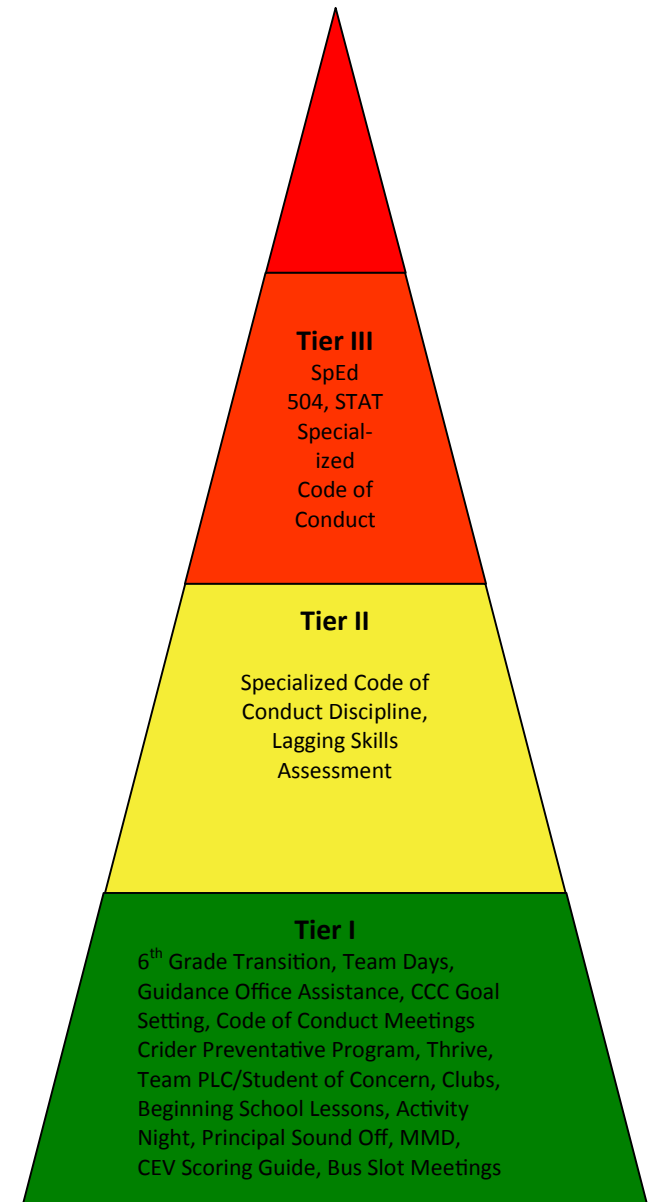 Tier III
SpEd
504, STAT
Special-
ized
Code of
Conduct
Tier II
Specialized Code of
Conduct Discipline,
Lagging Skills
Assessment
Tier I
6th Grade Transition, Team Days,
Guidance Office Assistance, CCC Goal
Setting, Code of Conduct Meetings
Crider Preventative Program, Thrive,
Team PLC/Student of Concern, Clubs,
Beginning School Lessons, Activity
Night, Principal Sound Off, MMD,
CEV Scoring Guide, Bus Slot Meetings